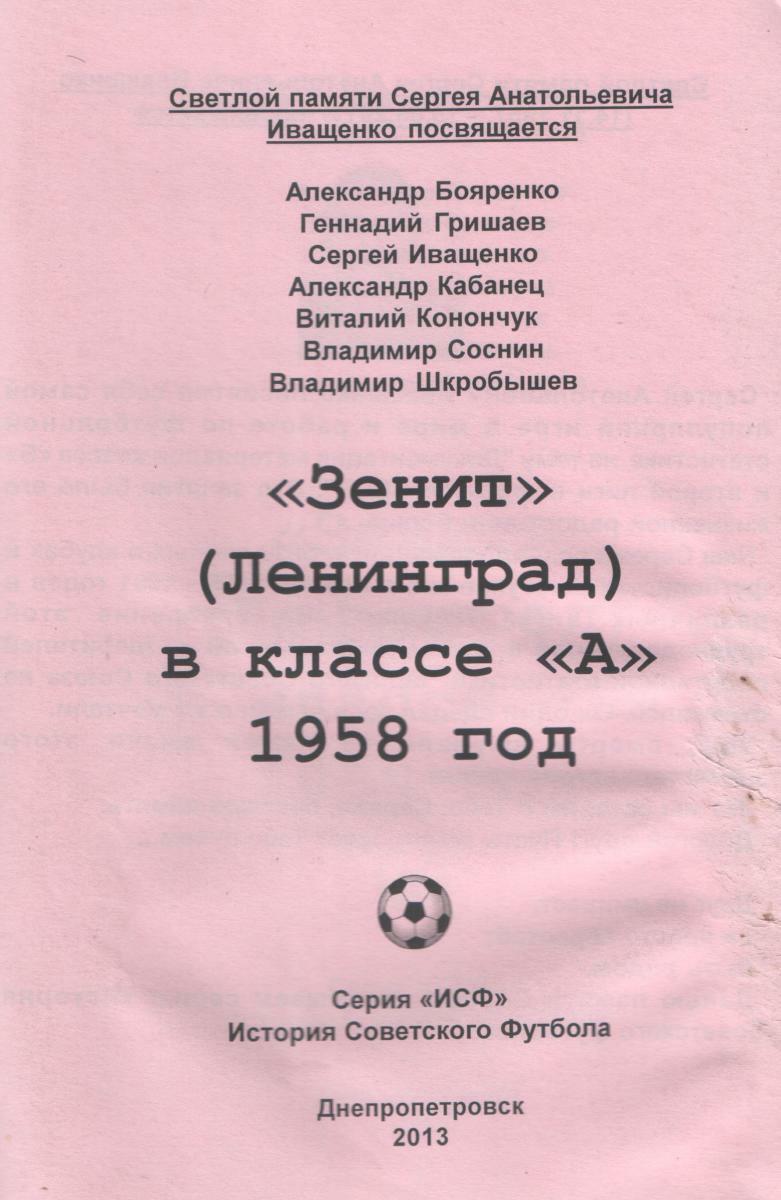 Светлой памяти Сергея Анатольевича
Иващенко посвящается
Александр Бояренко
Геннадий Гришаев
Сергей Иващенко
Александр Кабанец
Виталий Конончук
Владимир Соснин
Владимир Шкробышев
«Зенит»
(Ленинград)
в классе «А»
1958 год
Серия «ИСФ»
История Советского Футбола
Днепропетровск
2013